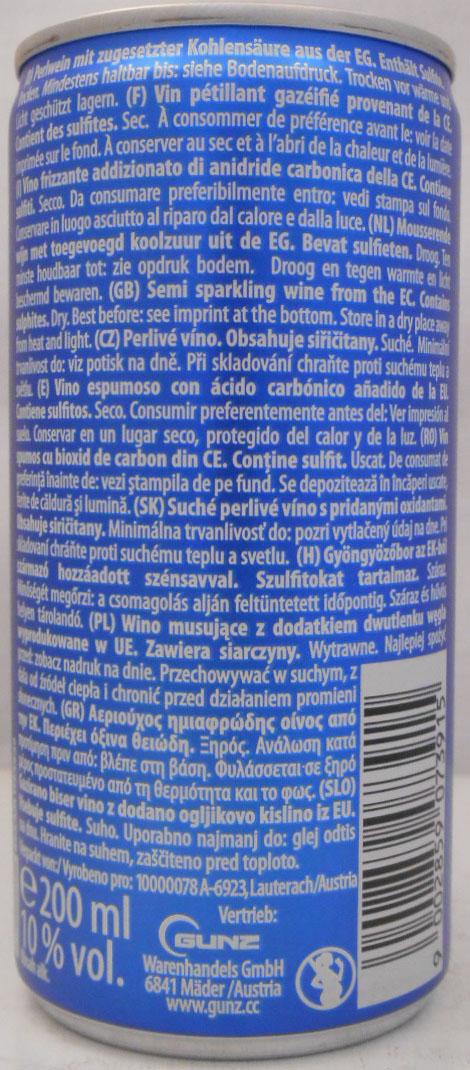 Perlwein mit zugesetzter Kohlensäure aus der EG. Enthält
Mindestens haltbar bis: siehe Bodenaufdruck. Trocken vor wärme
geschützt lagern. (F) Vin pétillant gazéifié provenant de la CE.
Contient des sulfites. Sec. À consommer de préférence avant le: voir la date
imprimée sur le fond. À conserver au sec et à l'abri de la chaleur et de la lumière.
(I) Vino frizzante addizionato di anidride carbonica della CE. Contiene
solfiti. Secco. Da consumare preferibilmente entro: vedi stampa sul fondo.
Conservare in luogo asciutto al riparo dal calore e dalla luce. (NL) Mousserende
wijn met toegevoegd koolzuur uit de EG. Bevat sulfieten. Droog. Ten
minste houdbaar tot: zie opdruk bodem. Droog en tegen warmte en licht
beschermd bewaren. (GB) Semi sparkling wine from the EC. Contains
sulphites. Dry. Best before: see imprint at the bottom. Store in a dry place away
from heat and light. (CZ) Perlivé víno. Obsahuje siřičitany. Suché. Minimální
trvanlivost do: viz potisk na dně. Při skladování chraňte proti suchému teplu a
světlu. (E) Vino espumoso con ácido carbónico añadido de la EU.
Contiene sulfitos. Seco. Consumir preferentemente antes del: Ver impresión al
suelo. Conservar en un lugar seco, protegido del calor y de la luz. (RO) Vin
spumos cu bioxid de carbon din CE. Conține sulfit. Uscat. De consumat de
preferință înainte de: vezi ștampila de pe fund. Se depozitează în încăperi uscate,
ferite de căldură și lumină. (SK) Suché perlivé víno s pridanými oxidantami.
Obsahuje siričitany. Minimálna trvanlivosť do: pozri vytlačený údaj na dne. Pri
skladovaní chráňte proti suchému teplu a svetlu. (H) Gyöngyözőbor az EK-ból
származó hozzáadott szénsavval. Szulfitokat tartalmaz. Száraz.
Minőségét megőrzi: a csomagolás alján feltüntetett időpontig. Száraz és hűvös
helyen tárolandó. (PL) Wino musujące z dodatkiem dwutlenku węgla
wyprodukowane w UE. Zawiera siarczyny. Wytrawne. Najlepiej spożyć
przed: zobacz nadruk na dnie. Przechowywać w suchym, z
dala od źródeł ciepła i chronić przed działaniem promieni
słonecznych. (GR) Αεριούχος ημιαφρώδης οίνος από
την ΕΚ. Περιέχει όξινα θειώδη. Ξηρός. Ανάλωση κατά
προτίμηση πριν από: βλέπε στη βάση. Φυλάσσεται σε ξηρό
μέρος προστατευμένο από τη θερμότητα και το φως. (SLO)
Gazirano biser vino z dodano ogljikovo kislino iz EU.
Vsebuje sulfite. Suho. Uporabno najmanj do: glej odtis
na dnu. Hranite na suhem, zaščiteno pred toploto.
Verpackt von:/ Vyrobeno pro: 10000078 A-6923, Lauterach/Austria
e 200 ml
10 % vol.
Vertrieb:
GUNZ
Warenhandels GmbH
6841 Mäder /Austria
www.gunz.cc
9 002859 073915